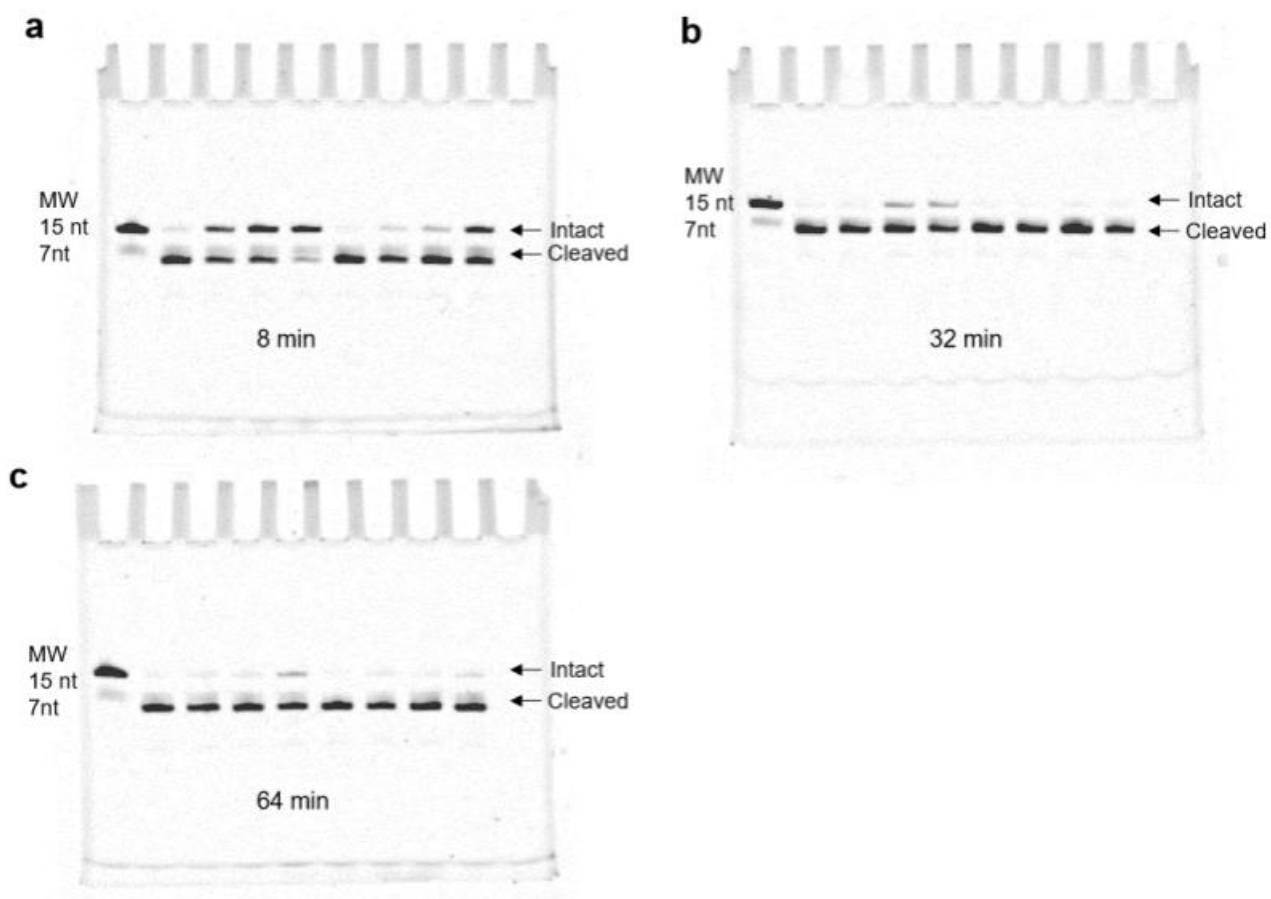 a
MW
15 nt
7nt
Intact
Cleaved
8 min
b
MW
15 nt
7nt
Intact
Cleaved
32 min
c
MW
15 nt
7nt
Intact
Cleaved
64 min